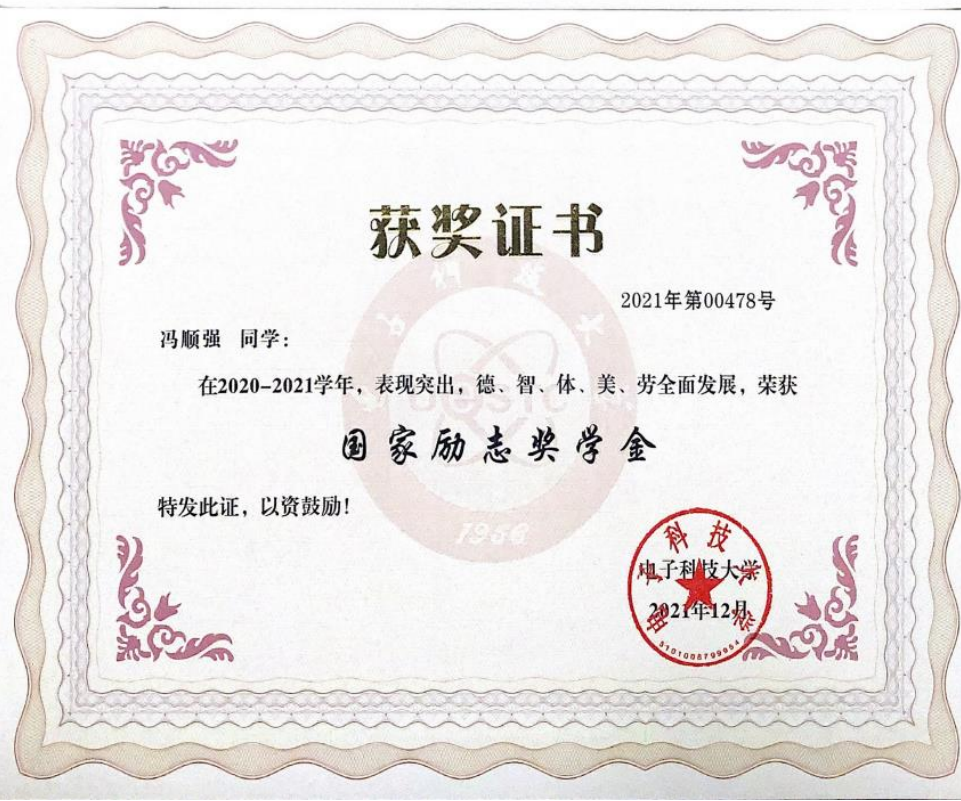 获奖证书
2021年第00478号
冯顺强 同学：
在2020-2021学年，表现突出，德、智、体、美、劳全面发展，荣获
国家励志奖学金
特发此证，以资鼓励！
电子科技大学
2021年12月
电子科技大学
UESTC
1956